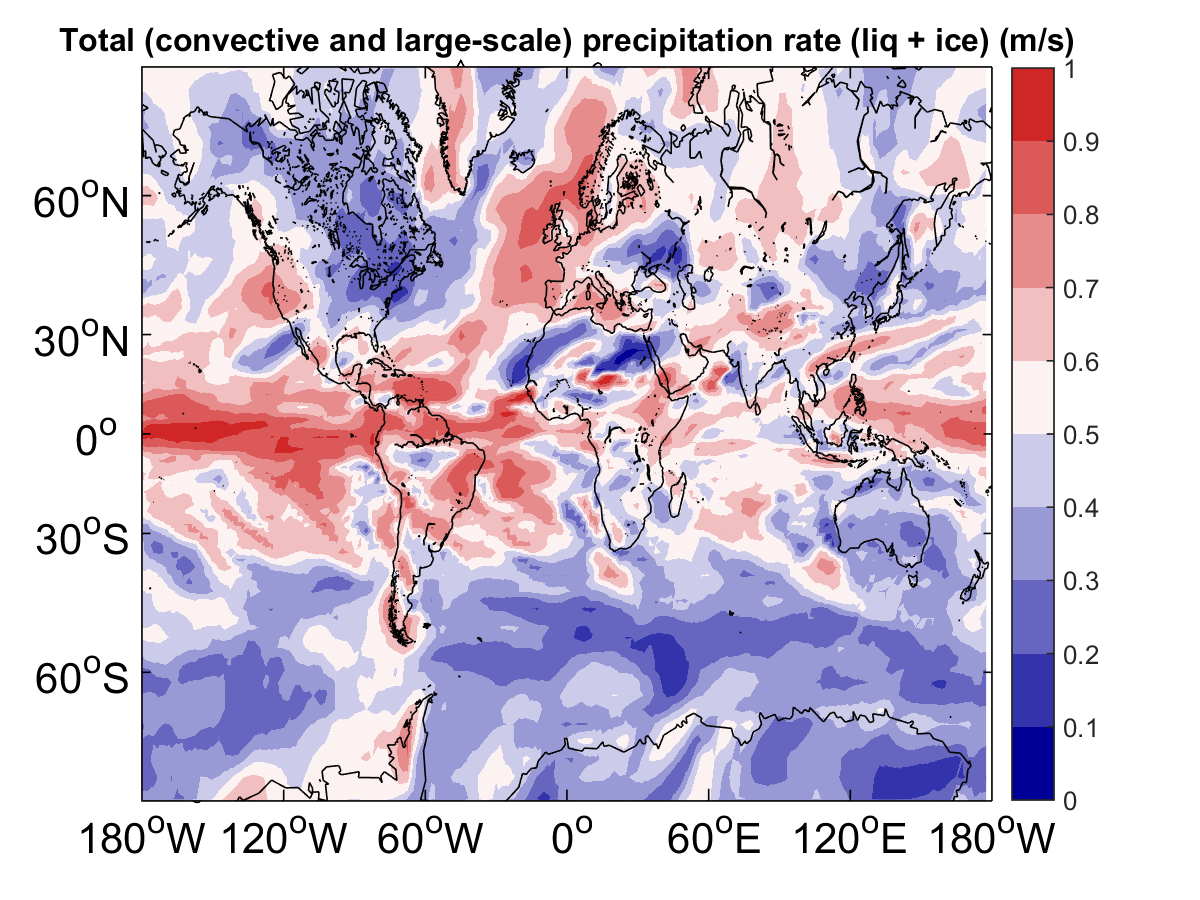 Total (convective and large-scale) precipitation rate (liq + ice) (m/s)
1
0.9
0.8
0.7
0.6
0.5
0.4
0.3
0.2
0.1
0
60°N
30°N
0°
30°S
60°S
180°W 120°W 60°W 0° 60°E 120°E 180°W